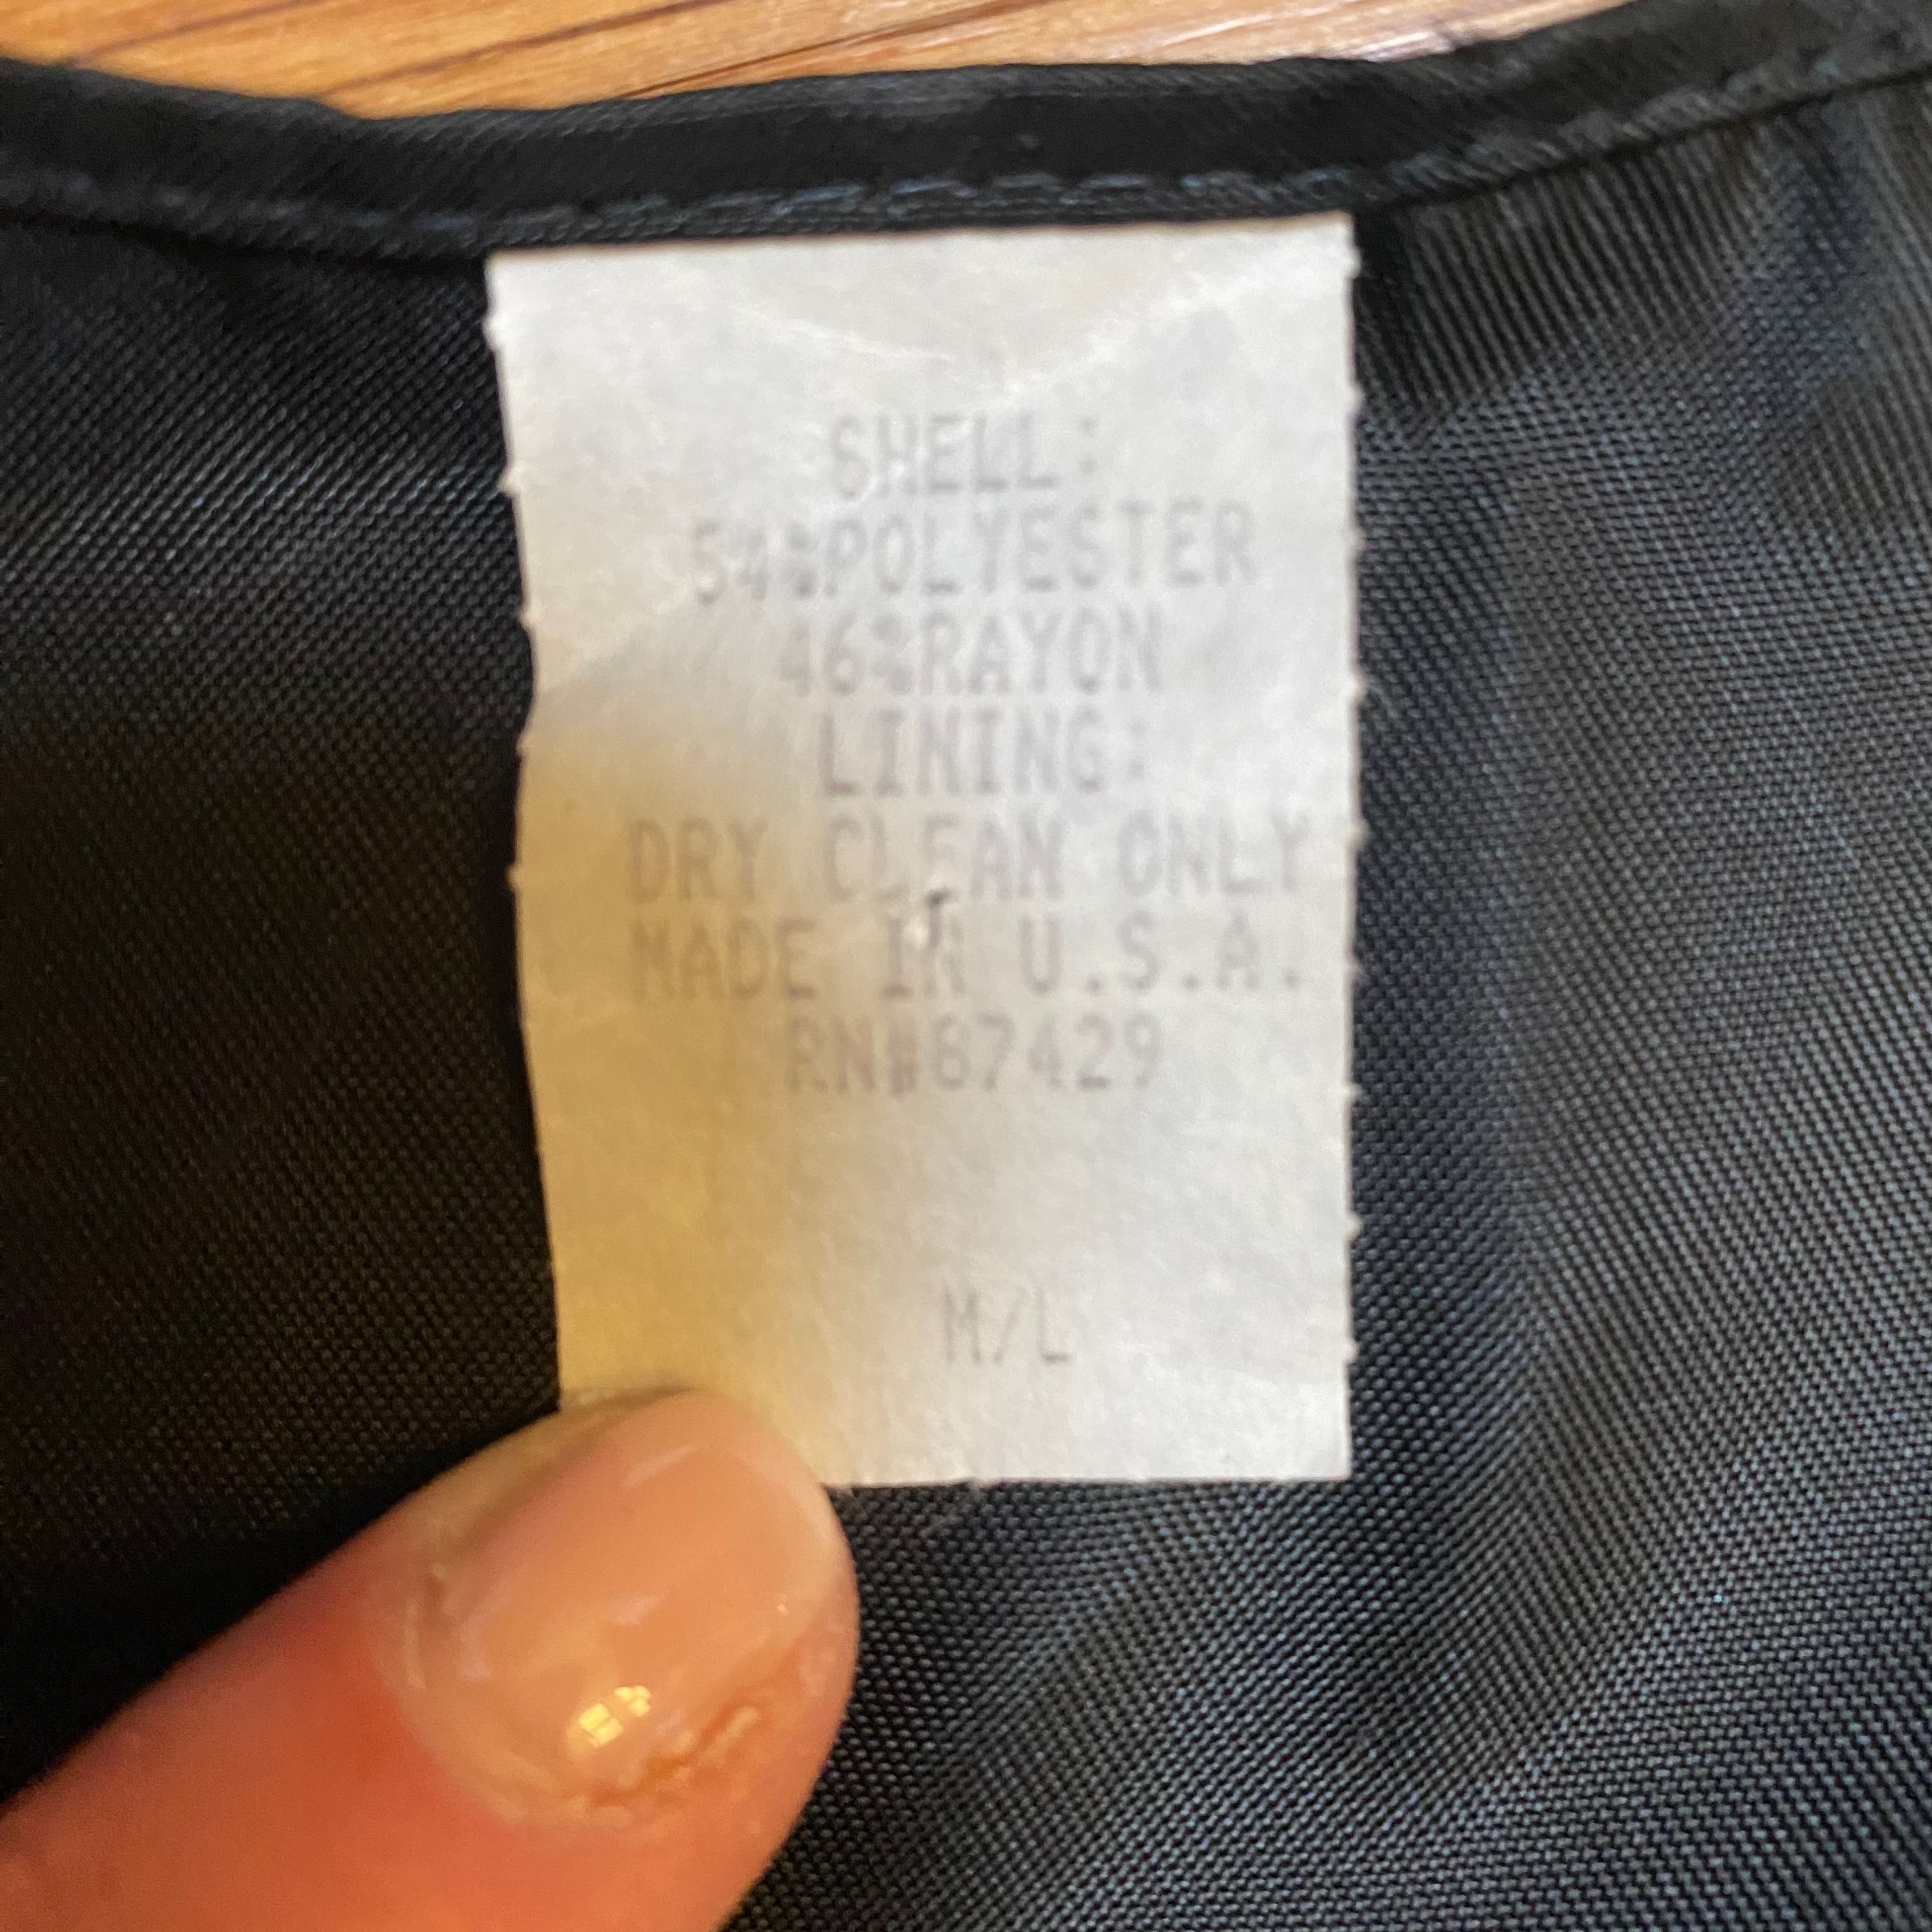 SHELL:
54%POLYESTER
46%RAYON
LINING:
DRY CLEAN ONLY
MADE IN U.S.A.
RN#87429
M/L